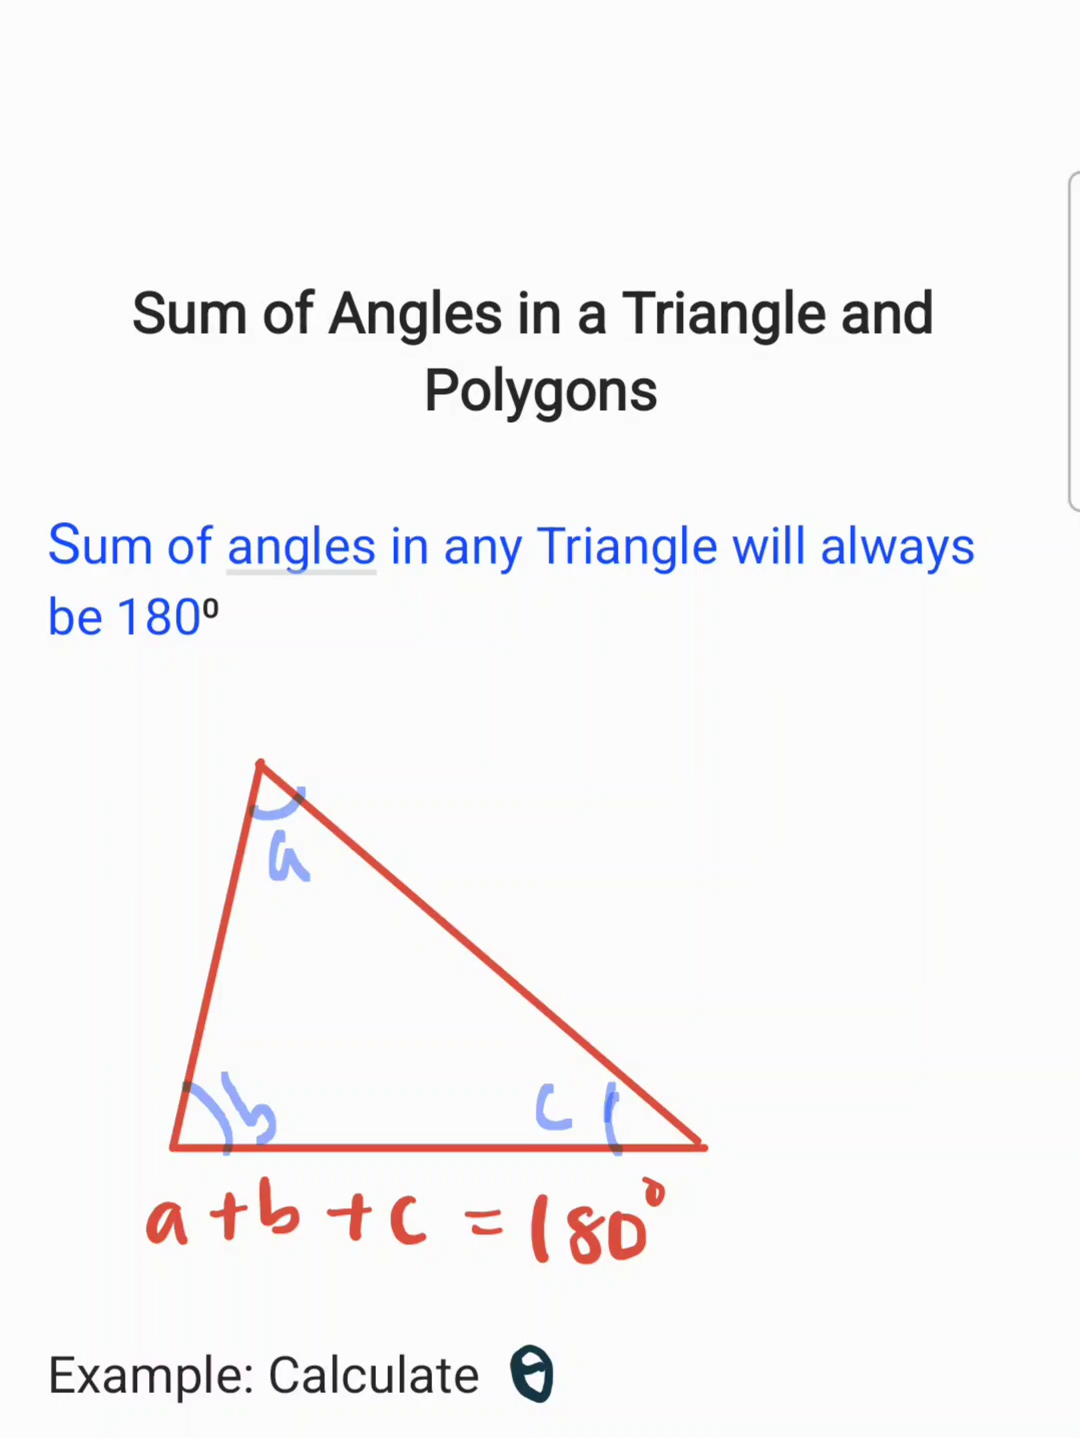 Sum of Angles in a Triangle and
Polygons
Sum of angles in any Triangle will always
be 180⁰
a
b
c
a + b + c = 180°
Example: Calculate θ